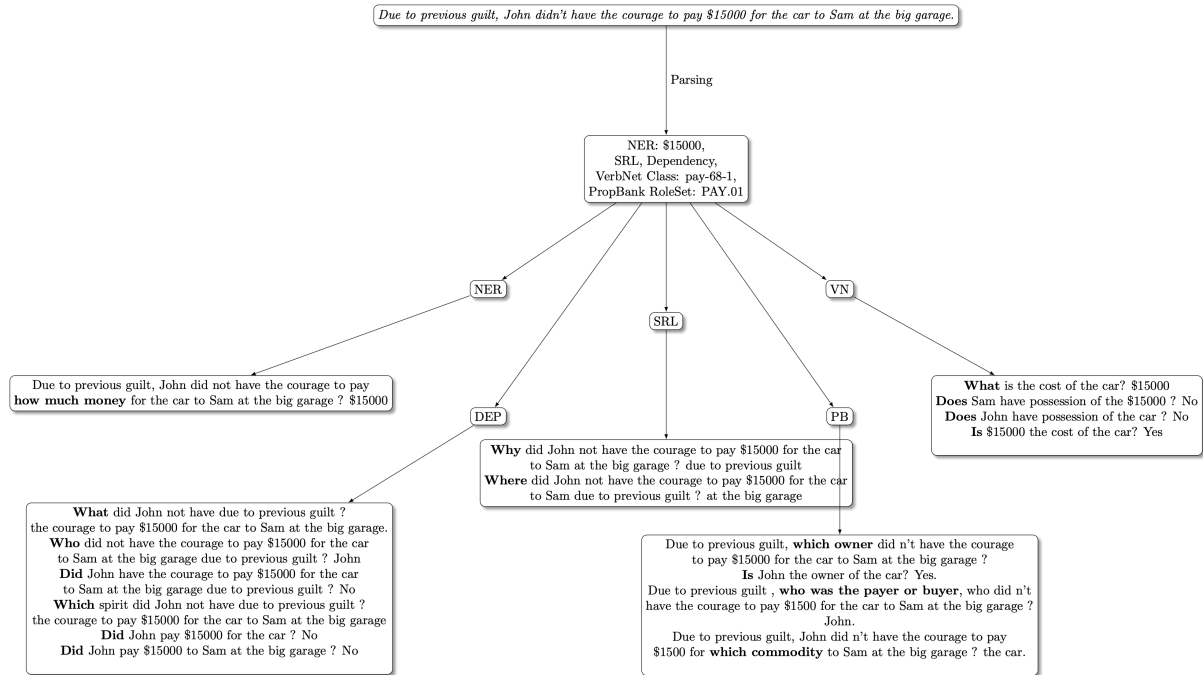 Due to previous guilt, John didn't have the courage to pay $15000 for the car to Sam at the big garage.
Parsing
NER: $15000,
SRL, Dependency,
VerbNet Class: pay-68-1,
PropBank RoleSet: PAY.01
NER
VN
SRL
Due to previous guilt, John did not have the courage to pay
how much money for the car to Sam at the big garage ? $15000
What is the cost of the car? $15000
Does Sam have possession of the $15000 ? No
Does John have possession of the car ? No
Is $15000 the cost of the car? Yes
DEP
PB
Why did John not have the courage to pay $15000 for the car
to Sam at the big garage ? due to previous guilt
Where did John not have the courage to pay $15000 for the car
to Sam due to previous guilt ? at the big garage
What did John not have due to previous guilt ?
the courage to pay $15000 for the car to Sam at the big garage.
Who did not have the courage to pay $15000 for the car
to Sam at the big garage due to previous guilt ? John
Did John have the courage to pay $15000 for the car
to Sam at the big garage due to previous guilt ? No
Which spirit did John not have due to previous guilt ?
the courage to pay $15000 for the car to Sam at the big garage
Did John pay $15000 for the car ? No
Did John pay $15000 to Sam at the big garage ? No
Due to previous guilt, which owner did n't have the courage
to pay $15000 for the car to Sam at the big garage ?
Is John the owner of the car? Yes.
Due to previous guilt , who was the payer or buyer, who did n't
have the courage to pay $1500 for the car to Sam at the big garage ?
John.
Due to previous guilt, John did n't have the courage to pay
$1500 for which commodity to Sam at the big garage ? the car.